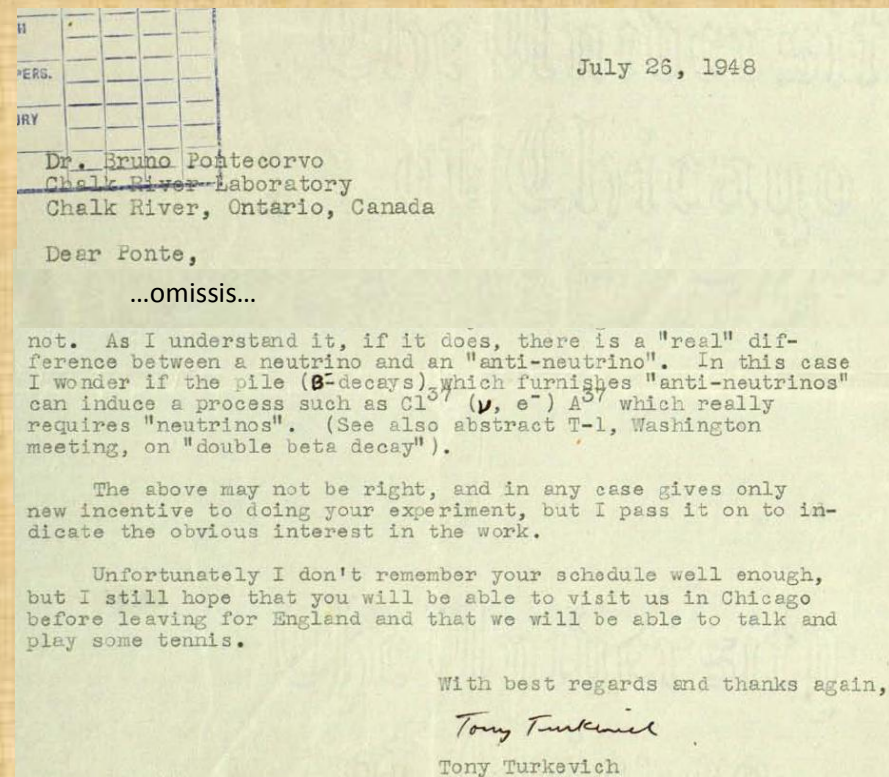 PERS.
July 26, 1948
Dr. Bruno Pontecorvo
Chalk River Laboratory
Chalk River, Ontario, Canada
Dear Ponte,
...omissis...
not. As I understand it, if it does, there is a "real" dif-
ference between a neutrino and an "anti-neutrino". In this case
I wonder if the pile (β-decays) which furnishes "anti-neutrinos"
can induce a process such as Cl³⁷ (ν, e⁻) A³⁷ which really
requires "neutrinos". (See also abstract T-1, Washington
meeting, on "double beta decay").
The above may not be right, and in any case gives only
new incentive to doing your experiment, but I pass it on to in-
dicate the obvious interest in the work.
Unfortunately I don't remember your schedule well enough,
but I still hope that you will be able to visit us in Chicago
before leaving for England and that we will be able to talk and
play some tennis.
With best regards and thanks again,
Tony Turkevich
Tony Turkevich